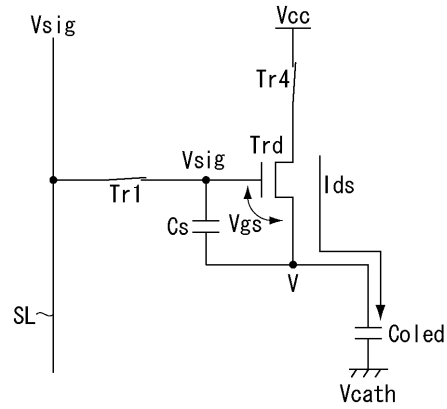 Vsig
Vcc
Tr4
Trd
Vsig
Ids
Tr1
Vgs
Cs
V
SL
Coled
Vcath